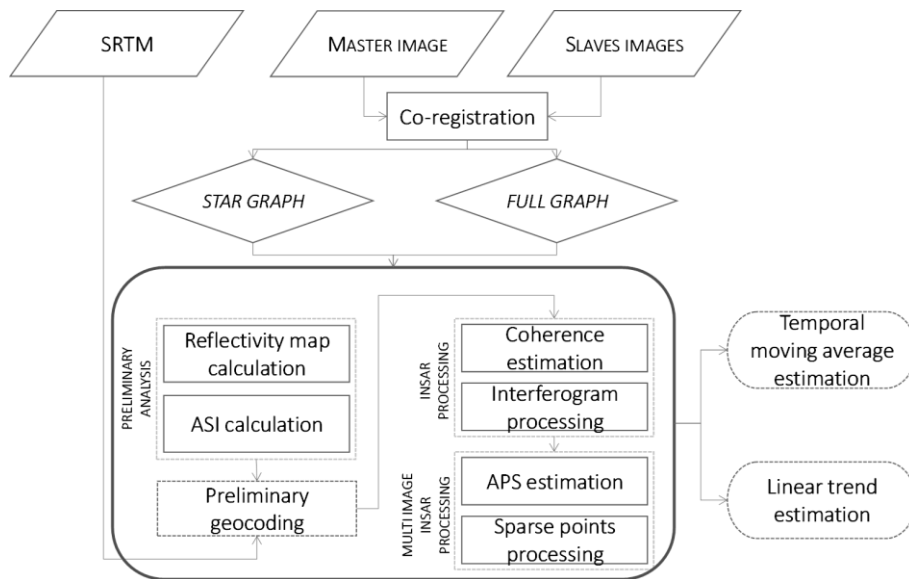 SRTM
MASTER IMAGE
SLAVES IMAGES
Co-registration
STAR GRAPH
FULL GRAPH
PRELIMINARY
ANALYSIS
Reflectivity map
calculation
ASI calculation
Preliminary
geocoding
INSAR
PROCESSING
Coherence
estimation
Interferogram
processing
MULTI IMAGE
INSAR
PROCESSING
APS estimation
Sparse points
processing
Temporal
moving average
estimation
Linear trend
estimation